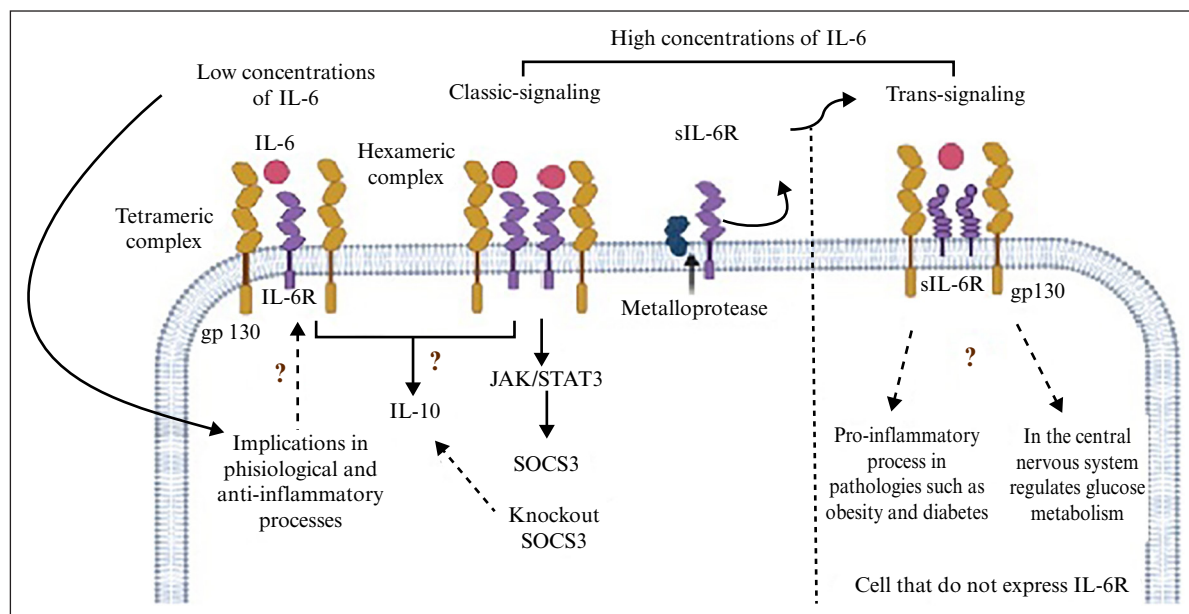 High concentrations of IL-6
Low concentrations
of IL-6
Classic-signaling
Trans-signaling
IL-6
Hexameric
complex
sIL-6R
Tetrameric
complex
IL-6R
gp 130
Metalloprotease
sIL-6R
gp130
?
?
?
JAK/STAT3
IL-10
SOCS3
Knockout
SOCS3
Implications in
phisiological and
anti-inflammatory
processes
Pro-inflammatory
process in
pathologies such as
obesity and diabetes
In the central
nervous system
regulates glucose
metabolism
Cell that do not express IL-6R